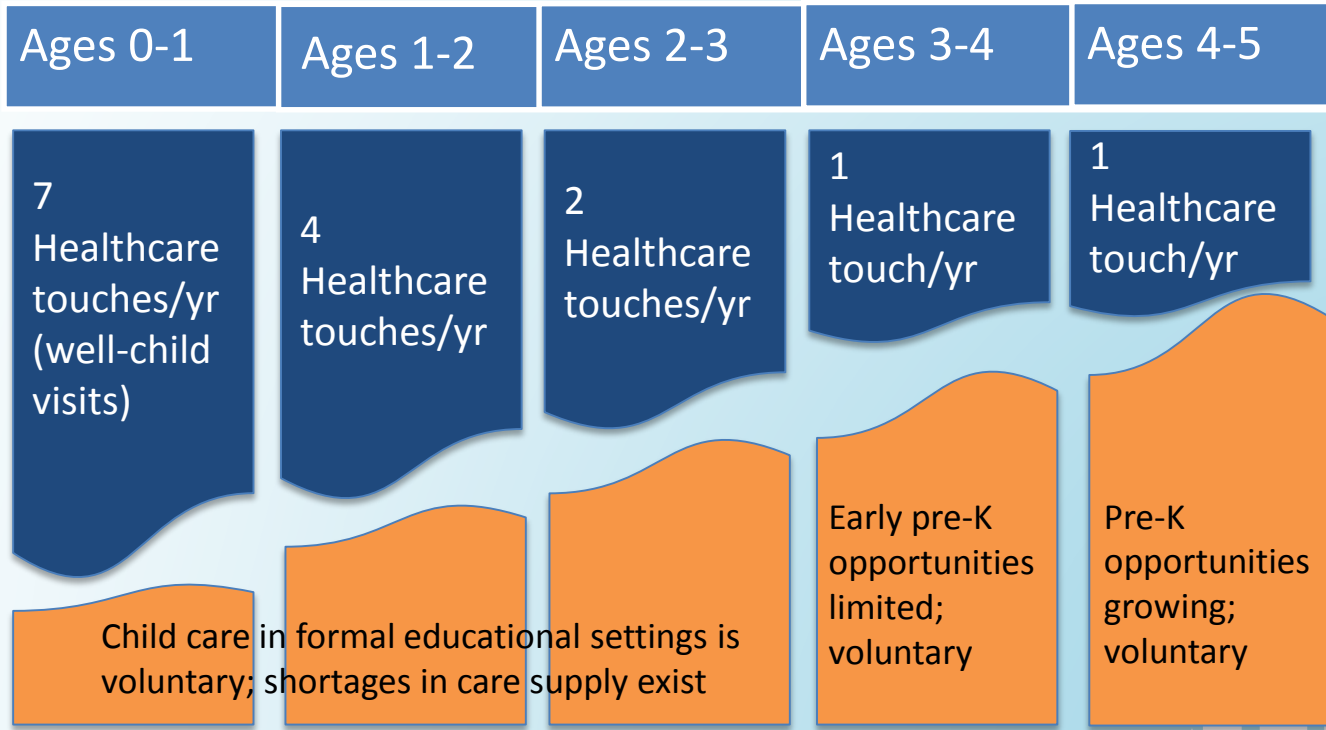 Ages 0-1
Ages 1-2
Ages 2-3
Ages 3-4
Ages 4-5
7
Healthcare
touches/yr
(well-child
visits)
4
Healthcare
touches/yr
2
Healthcare
touches/yr
1
Healthcare
touch/yr
1
Healthcare
touch/yr
Child care in formal educational settings is
voluntary; shortages in care supply exist
Early pre-K
opportunities
limited;
voluntary
Pre-K
opportunities
growing;
voluntary